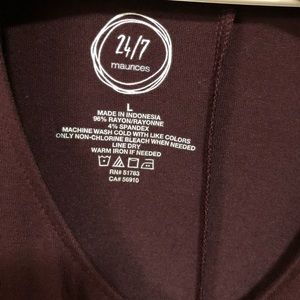 24/7
maurices
L
MADE IN INDONESIA
96% RAYON/RAYONNE
4% SPANDEX
MACHINE WASH COLD WITH LIKE COLORS
ONLY NON-CHLORINE BLEACH WHEN NEEDED
LINE DRY
WARM IRON IF NEEDED
RN# 51783
CA# 56910